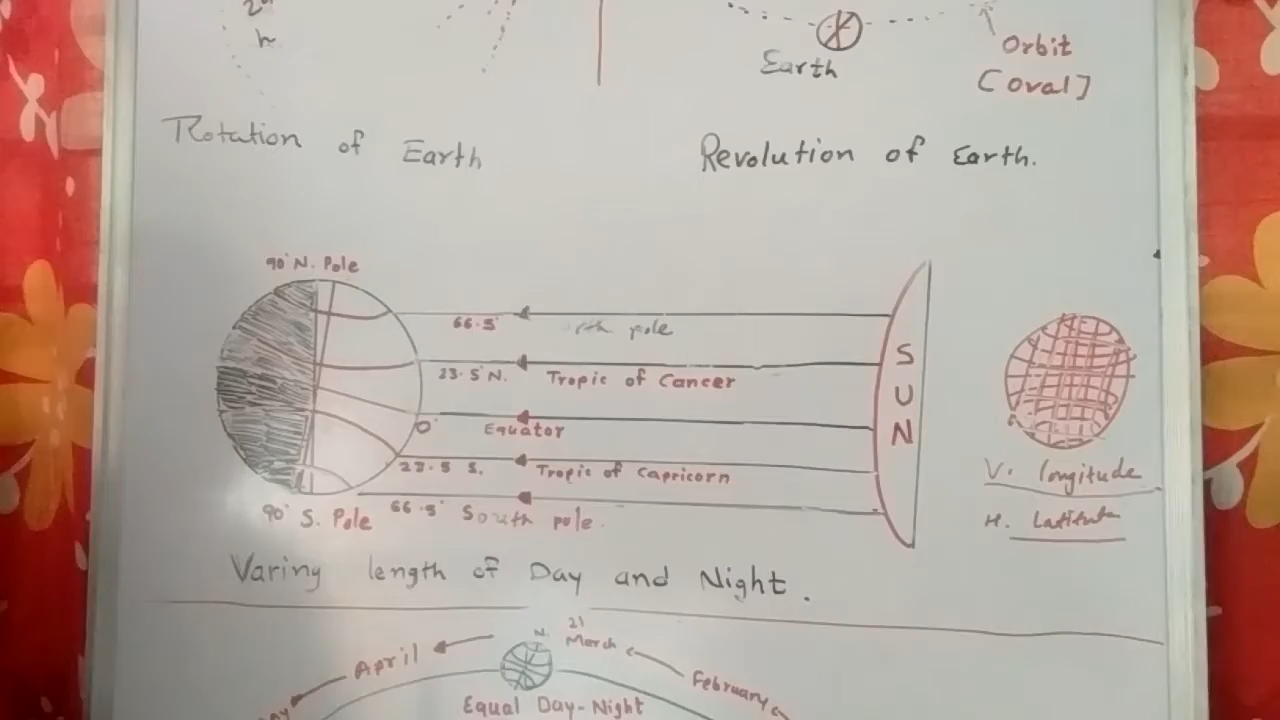 Earth
Orbit
(oval]
Rotation of Earth
Revolution of Earth.
90° N. Pole
66.5°
pole
23.5° N.
Tropic of Cancer
0°
Equator
23.5 S.
Tropic of Capricorn
90° S. Pole
66.5° South pole.
SUN
V. longitude
H.
Varing length of Day and Night.
N.
21
March
April
February
Equal Day-Night